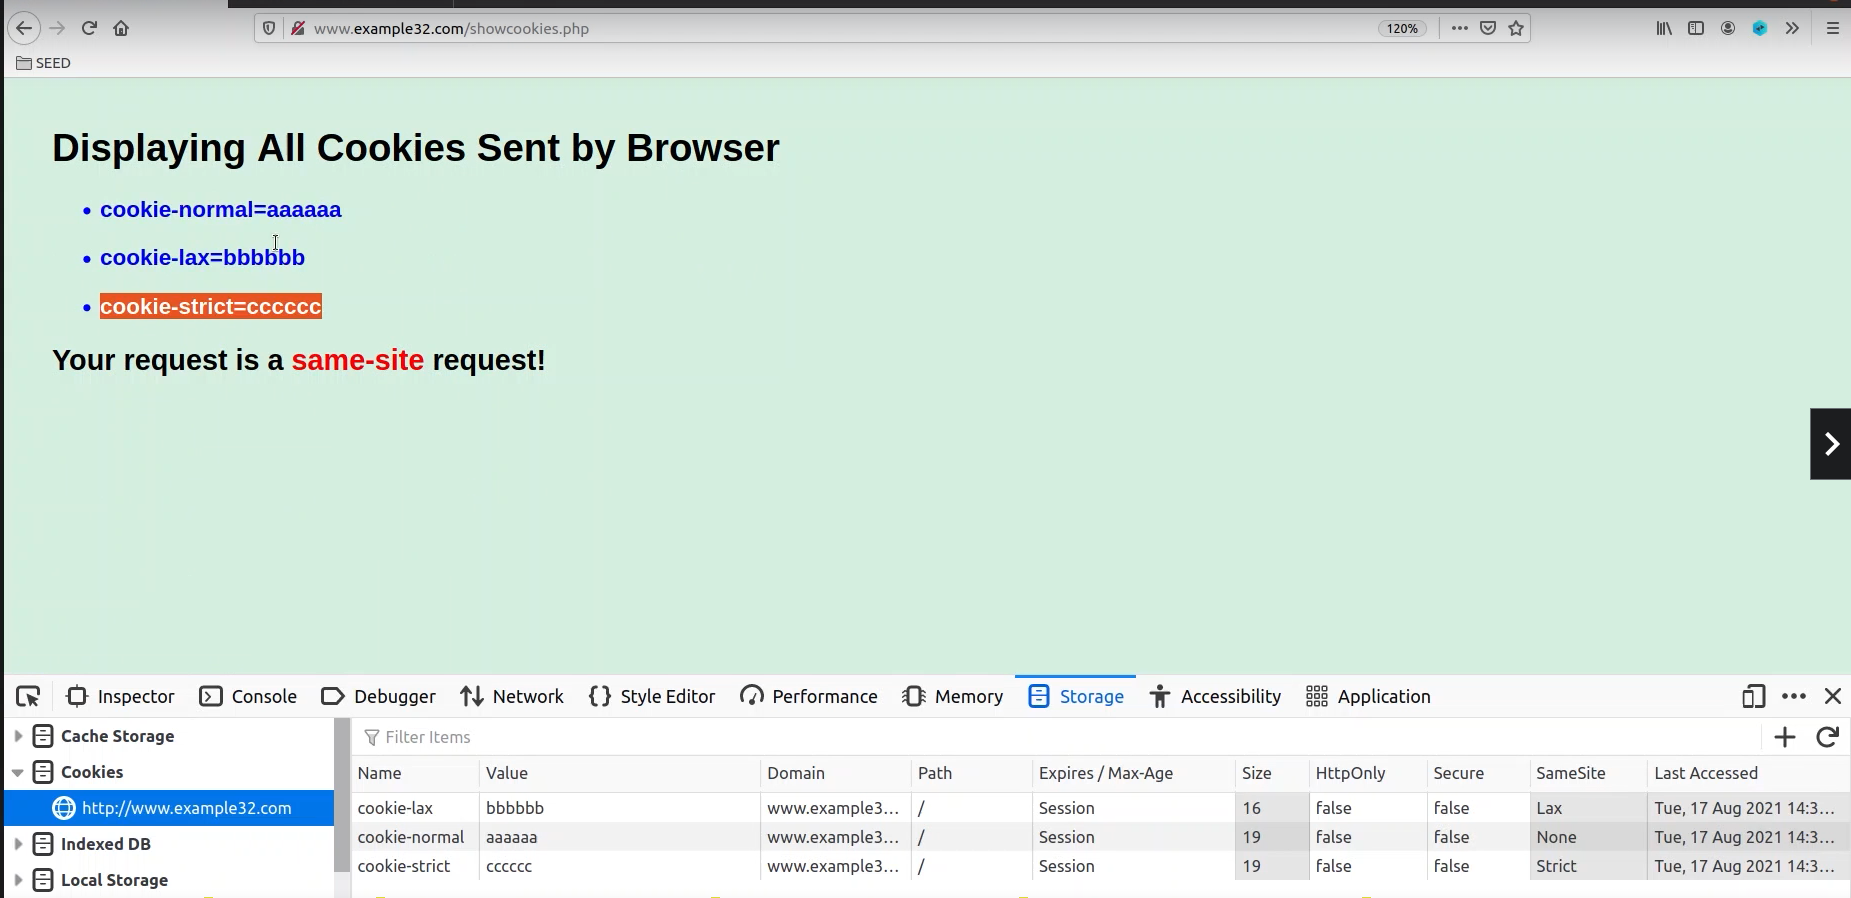 www.example32.com/showcookies.php
120%
SEED
Displaying All Cookies Sent by Browser
cookie-normal=aaaaaa
cookie-lax=bbbbbb
cookie-strict=cccccc
Your request is a same-site request!
Inspector Console Debugger Network Style Editor Performance Memory Storage Accessibility Application
Cache Storage
Cookies
http://www.example32.com
Indexed DB
Local Storage
Filter Items
Name Value Domain Path Expires / Max-Age Size HttpOnly Secure SameSite Last Accessed
cookie-lax bbbbbb www.example3... / Session 16 false false Lax Tue, 17 Aug 2021 14:3...
cookie-normal aaaaaa www.example3... / Session 19 false false None Tue, 17 Aug 2021 14:3...
cookie-strict cccccc www.example3... / Session 19 false false Strict Tue, 17 Aug 2021 14:3...